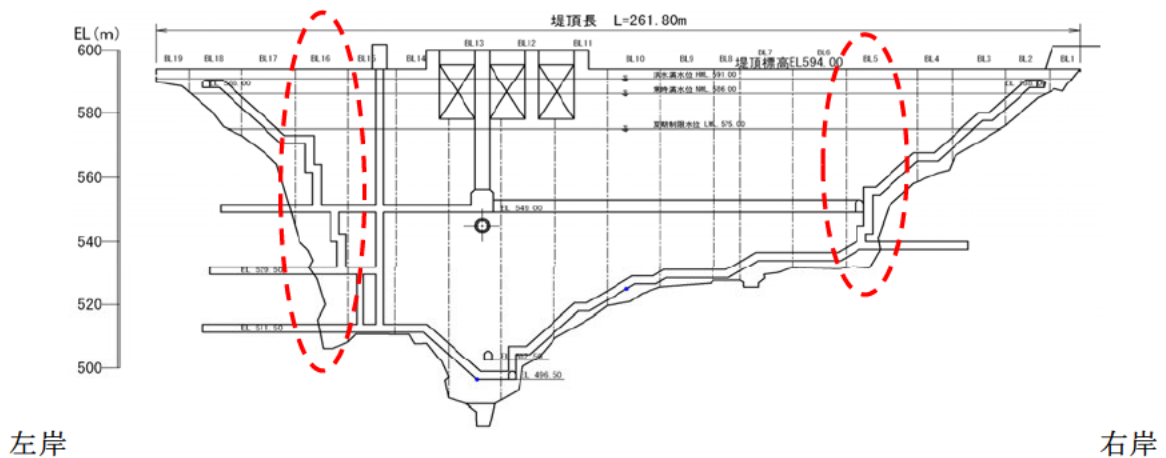 堤頂長 L=261.80m
EL(m)
600
580
560
540
520
500
BL19
BL18
BL17
BL16
BL15
BL14
BL13
BL12
BL11
BL10
BL9
BL8
BL7
BL6
BL5
BL4
BL3
BL2
BL1
堤頂標高EL594.00
洪水満水位 HWL 591.00
常時満水位 NWL 586.00
夏期制限水位 LWL 575.00
EL 549.00
EL 529.50
EL 511.50
EL 496.50
左岸
右岸